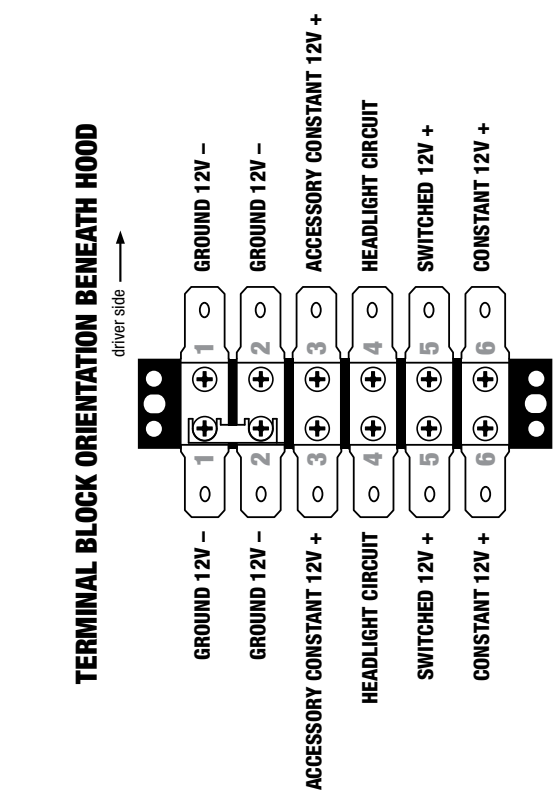 TERMINAL BLOCK ORIENTATION BENEATH HOOD
driver side
GROUND 12V –
GROUND 12V –
ACCESSORY CONSTANT 12V +
HEADLIGHT CIRCUIT
SWITCHED 12V +
CONSTANT 12V +
1
2
3
4
5
6
1
2
3
4
5
6
GROUND 12V –
GROUND 12V –
ACCESSORY CONSTANT 12V +
HEADLIGHT CIRCUIT
SWITCHED 12V +
CONSTANT 12V +